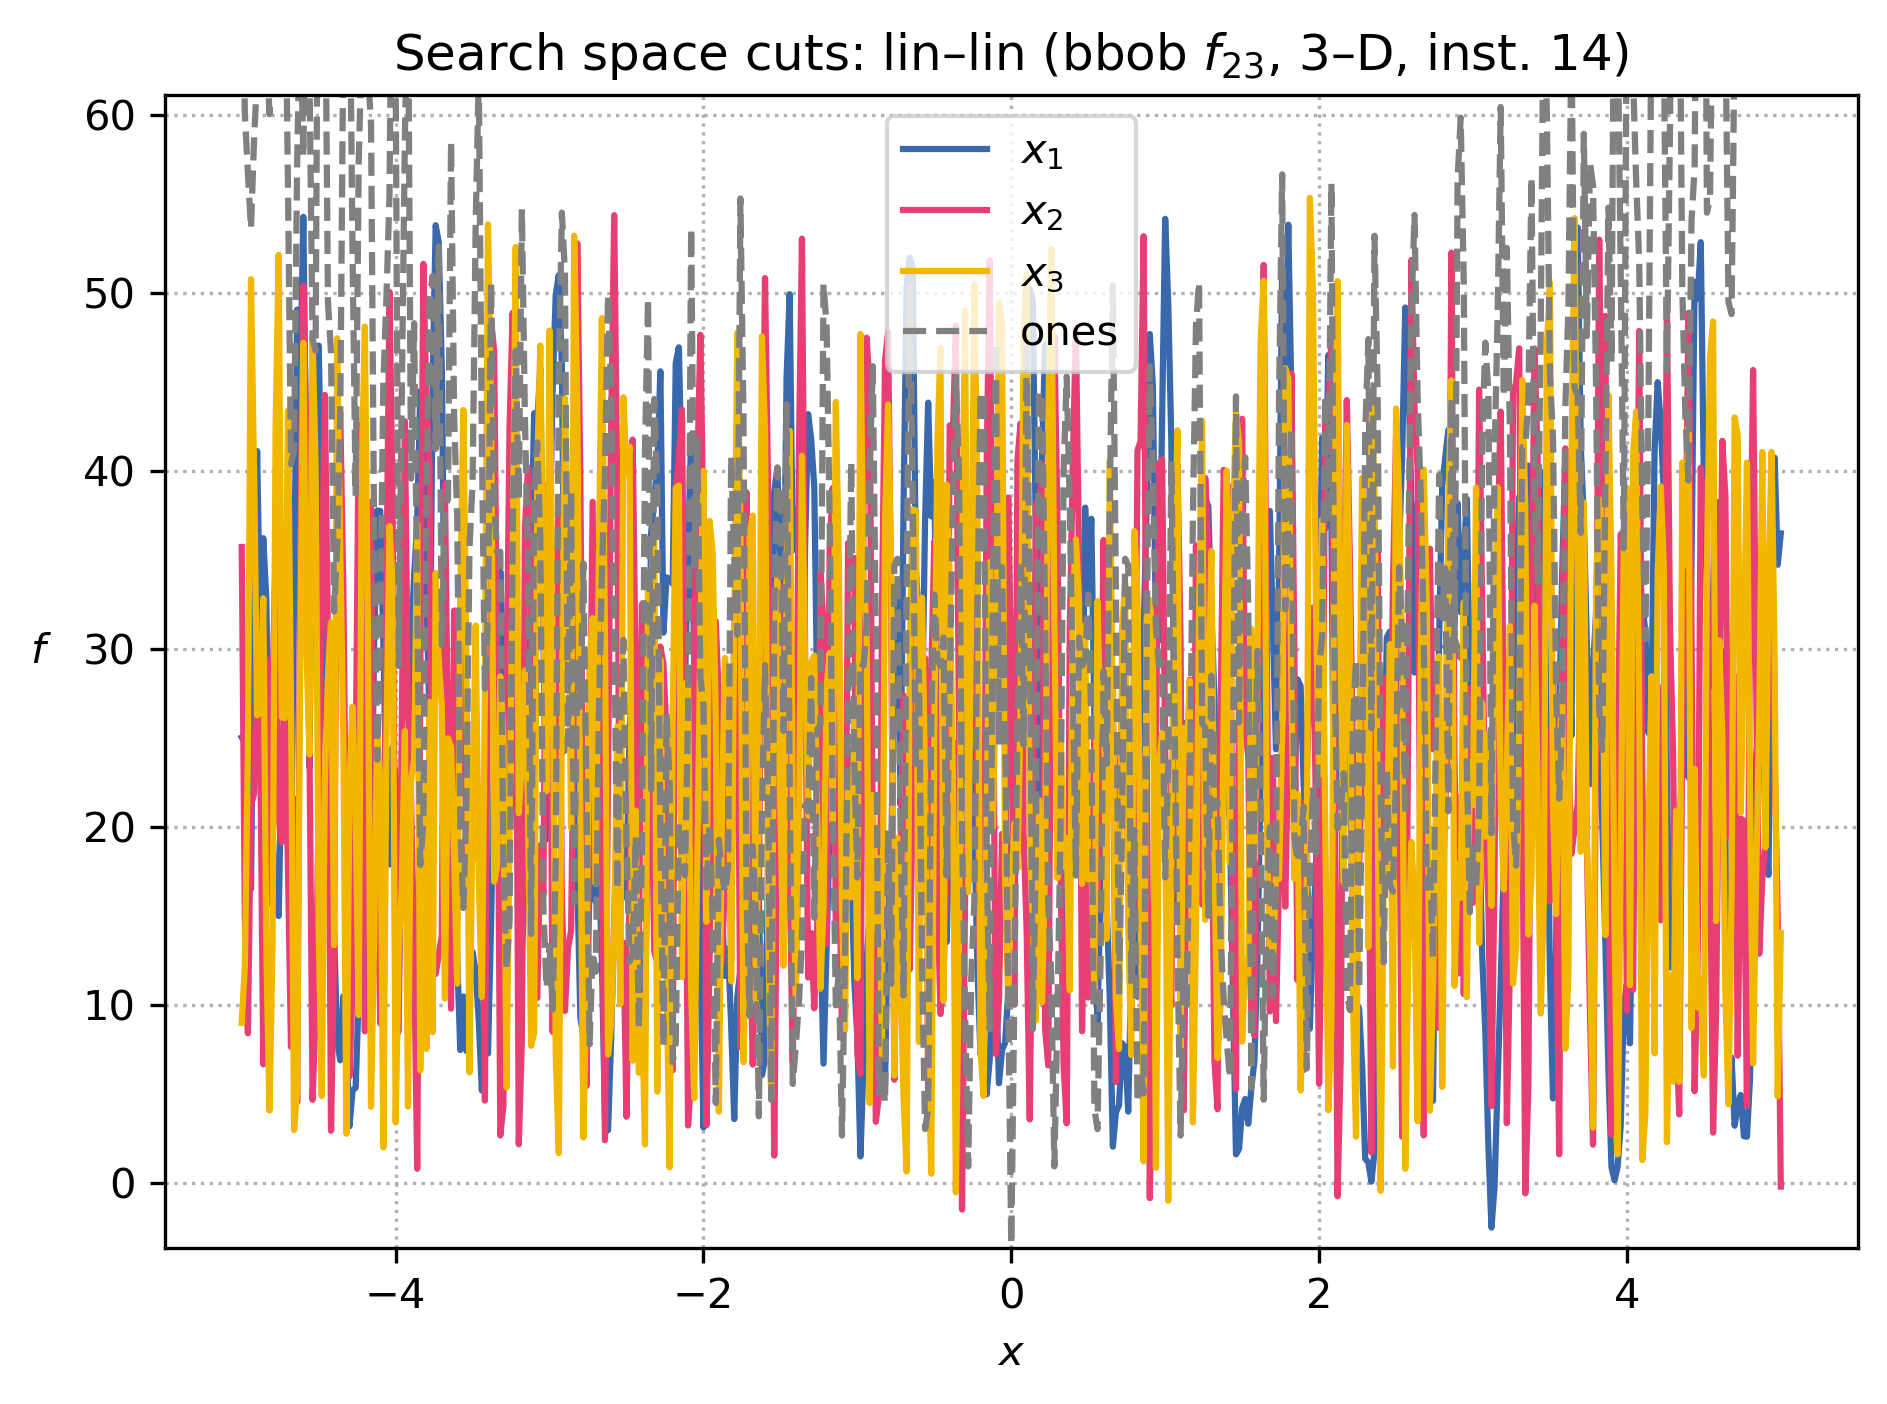 Search space cuts: lin–lin (bbob f₂₃, 3–D, inst. 14)
60
50
40
30
20
10
0
f
x₁
x₂
x₃
ones
−4
−2
0
2
4
x